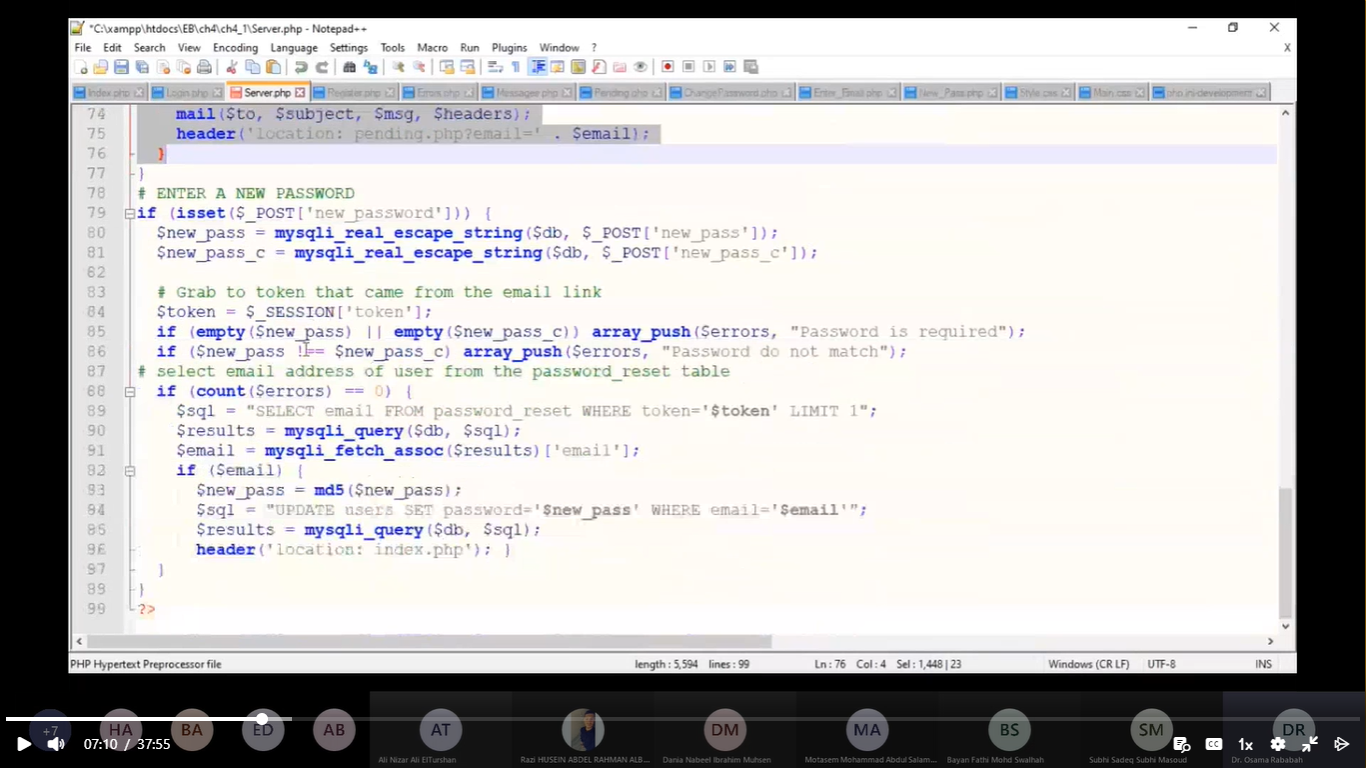 *C:\xampp\htdocs\EB\ch4\ch4_1\Server.php - Notepad++
File Edit Search View Encoding Language Settings Tools Macro Run Plugins Window ? X
Index.php Login.php Server.php Register.php Errors.php Messages.php Pending.php ChangePassword.php Enter_Email.php New_Pass.php Style.css Main.css php.ini-development
74 mail($to, $subject, $msg, $headers);
75 header('location: pending.php?email=' . $email);
76 }
77 }
78 # ENTER A NEW PASSWORD
79 if (isset($_POST['new_password'])) {
80 $new_pass = mysqli_real_escape_string($db, $_POST['new_pass']);
81 $new_pass_c = mysqli_real_escape_string($db, $_POST['new_pass_c']);
82
83 # Grab to token that came from the email link
84 $token = $_SESSION['token'];
85 if (empty($new_pass) || empty($new_pass_c)) array_push($errors, "Password is required");
86 if ($new_pass !== $new_pass_c) array_push($errors, "Password do not match");
87 # select email address of user from the password_reset table
88 if (count($errors) == 0) {
89 $sql = "SELECT email FROM password_reset WHERE token='$token' LIMIT 1";
90 $results = mysqli_query($db, $sql);
91 $email = mysqli_fetch_assoc($results)['email'];
92 if ($email) {
93 $new_pass = md5($new_pass);
94 $sql = "UPDATE users SET password='$new_pass' WHERE email='$email'";
95 $results = mysqli_query($db, $sql);
96 header('location: index.php'); }
97 }
98 }
99 ?>
PHP Hypertext Preprocessor file length : 5,594 lines : 99 Ln : 76 Col : 4 Sel : 1,448 | 23 Windows (CR LF) UTF-8 INS
+7 HA BA ED AB AT DM MA BS SM DR
07:10 / 37:55 CC 1x
Ali Nizar Ali ElTurshan Razi HUSEIN ABDEL RAHMAN ALB... Dania Nabeel Ibrahim Muhsen Motasem Mohammad Abdul Salam... Bayan Fathi Mohd Swalhah Subhi Sadeq Subhi Masoud Dr. Osama Rababah